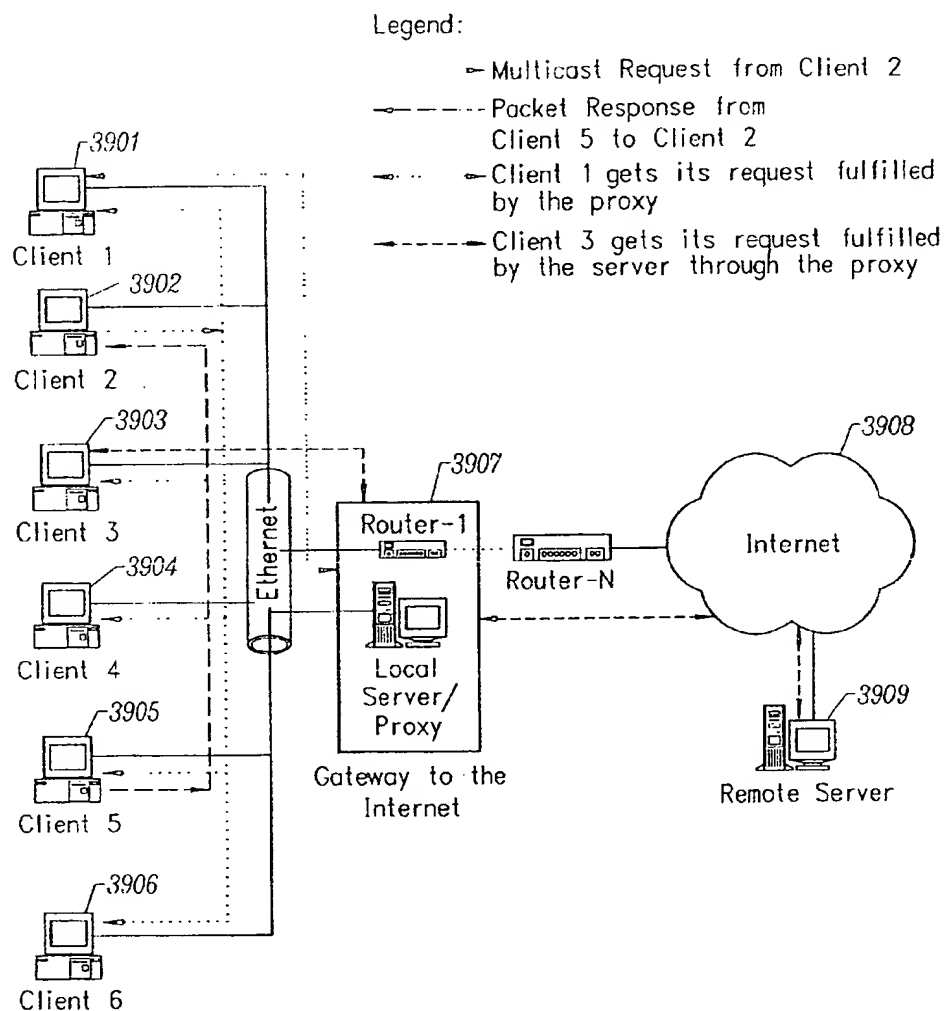 Legend:
Multicast Request from Client 2
Packet Response from
Client 5 to Client 2
Client 1 gets its request fulfilled
by the proxy
Client 3 gets its request fulfilled
by the server through the proxy
3901
Client 1
3902
Client 2
3903
Client 3
3904
Client 4
3905
Client 5
3906
Client 6
Ethernet
3907
Router-1
Local
Server/
Proxy
Gateway to the
Internet
Router-N
3908
Internet
3909
Remote Server